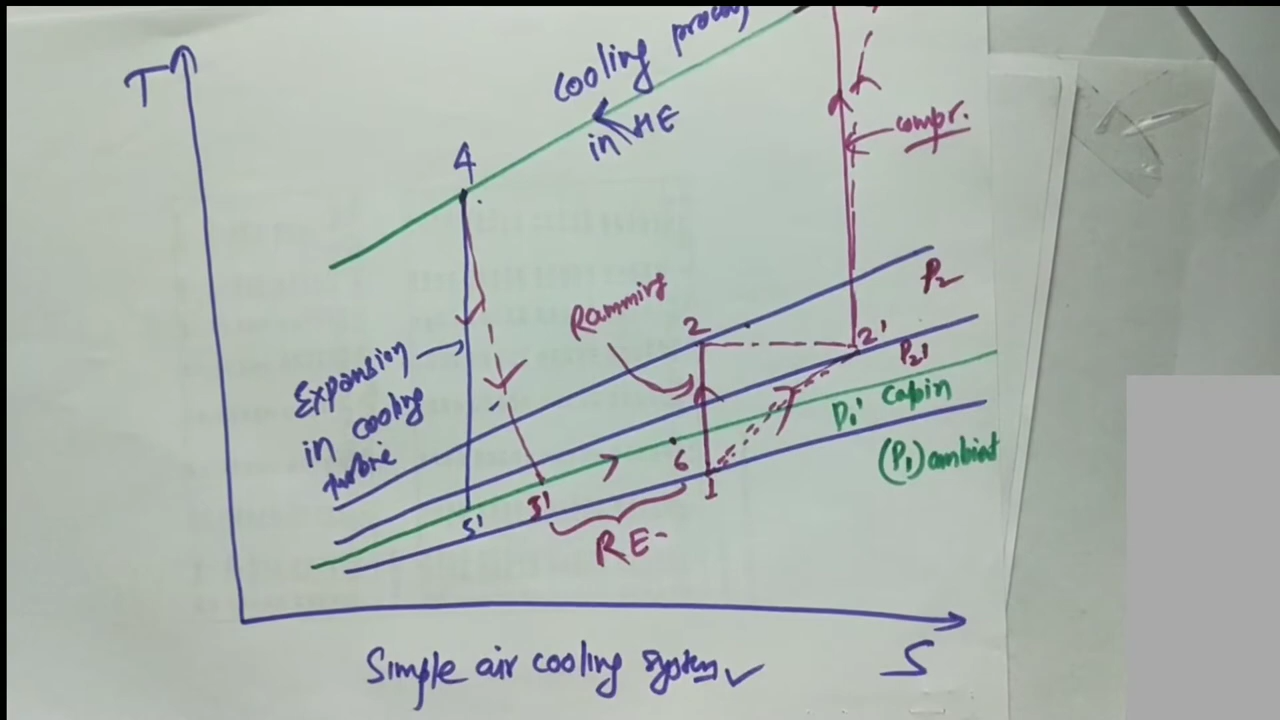 T
cooling process
in HE
4
compr.
P₂
Ramming
2
2'
P₂'
Expansion
in cooling
turbine
P₁' cabin
6
(P₁) ambient
1
5'
5'
RE-
S
Simple air cooling system ✓